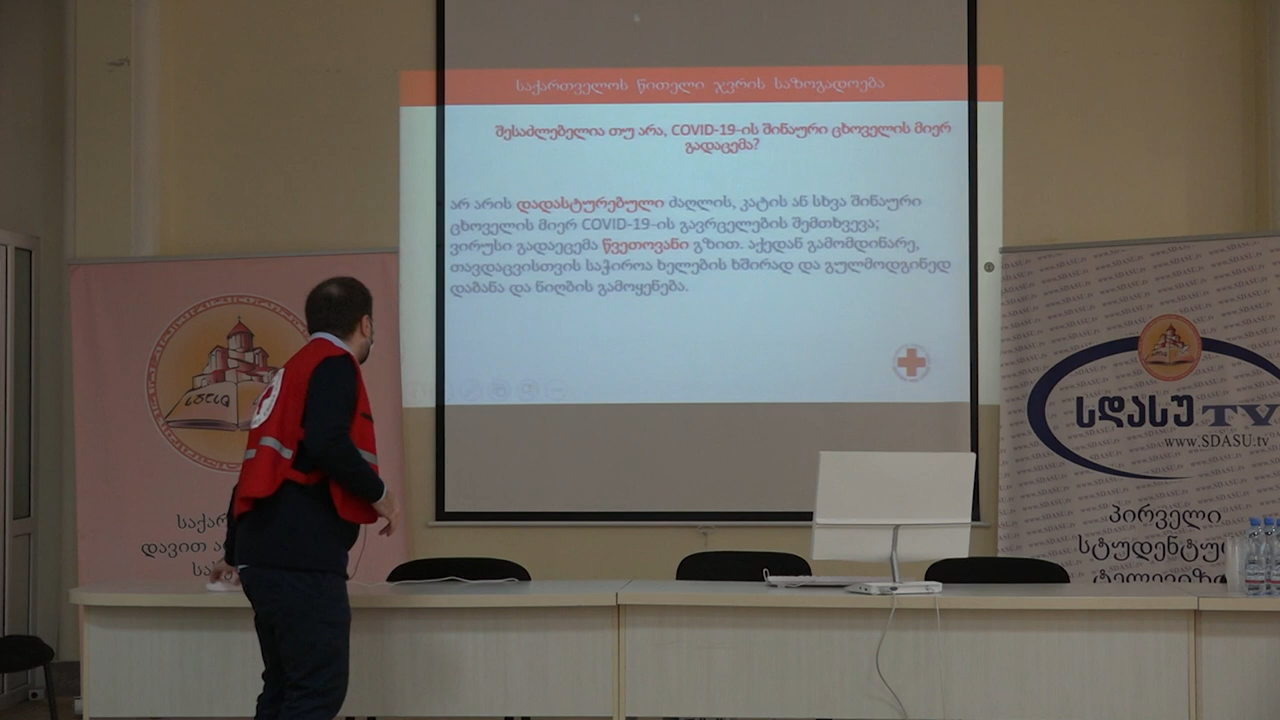 საქართველოს წითელი ჯვრის საზოგადოება
შესაძლებელია თუ არა, COVID-19-ის შინაური ცხოველის მიერ
გადაცემა?
არ არის დადასტურებული ძაღლის, კატის ან სხვა შინაური
ცხოველის მიერ COVID-19-ის გავრცელების შემთხვევა;
ვირუსი გადაეცემა წვეთოვანი გზით. აქედან გამომდინარე,
თავდაცვისთვის საჭიროა ხელების ხშირად და გულმოდგინედ
დაბანა და ნიღბის გამოყენება.
დავით
სდასუ TV
www.SDASU.tv
პირველი